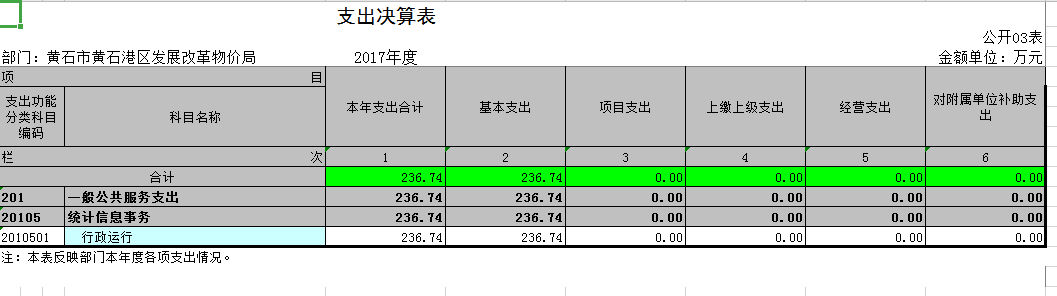 支出决算表
公开03表
部门：黄石市黄石港区发展改革物价局 2017年度 金额单位：万元
项 目
支出功能分类科目编码 科目名称 本年支出合计 基本支出 项目支出 上缴上级支出 经营支出 对附属单位补助支出
栏 次 1 2 3 4 5 6
合计 236.74 236.74 0.00 0.00 0.00 0.00
201 一般公共服务支出 236.74 236.74 0.00 0.00 0.00 0.00
20105 统计信息事务 236.74 236.74 0.00 0.00 0.00 0.00
2010501 行政运行 236.74 236.74 0.00 0.00 0.00 0.00
注：本表反映部门本年度各项支出情况。